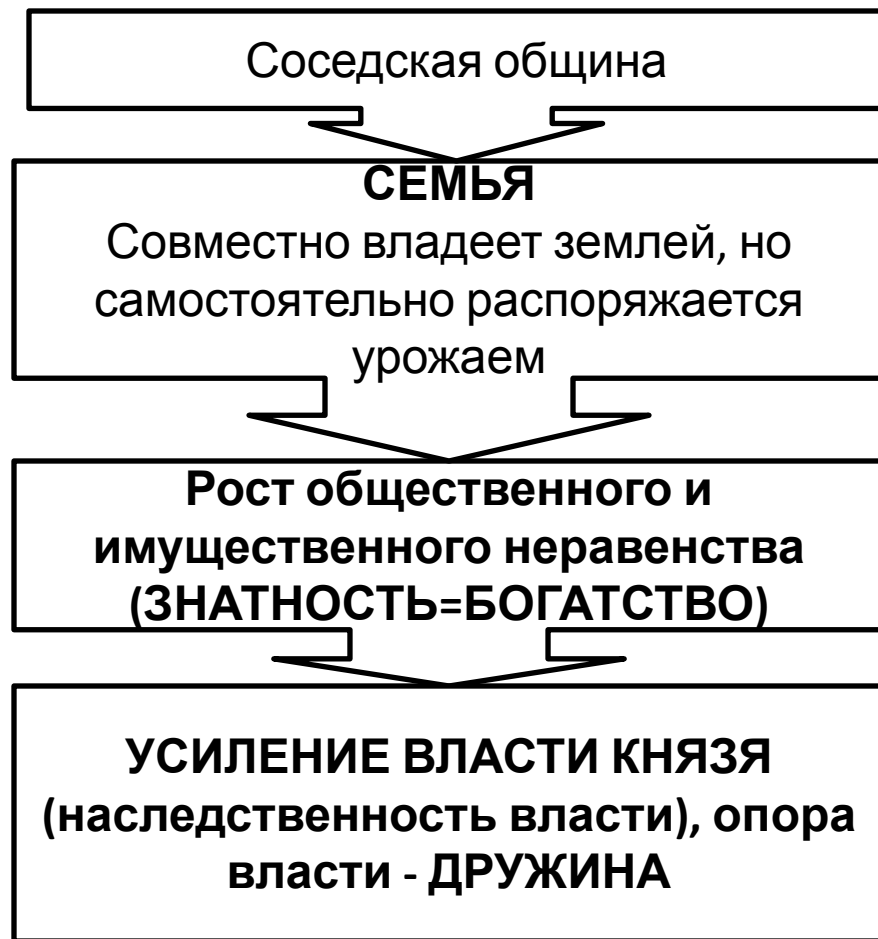 Соседская община
СЕМЬЯ
Совместно владеет землей, но
самостоятельно распоряжается
урожаем
Рост общественного и
имущественного неравенства
(ЗНАТНОСТЬ=БОГАТСТВО)
УСИЛЕНИЕ ВЛАСТИ КНЯЗЯ
(наследственность власти), опора
власти - ДРУЖИНА